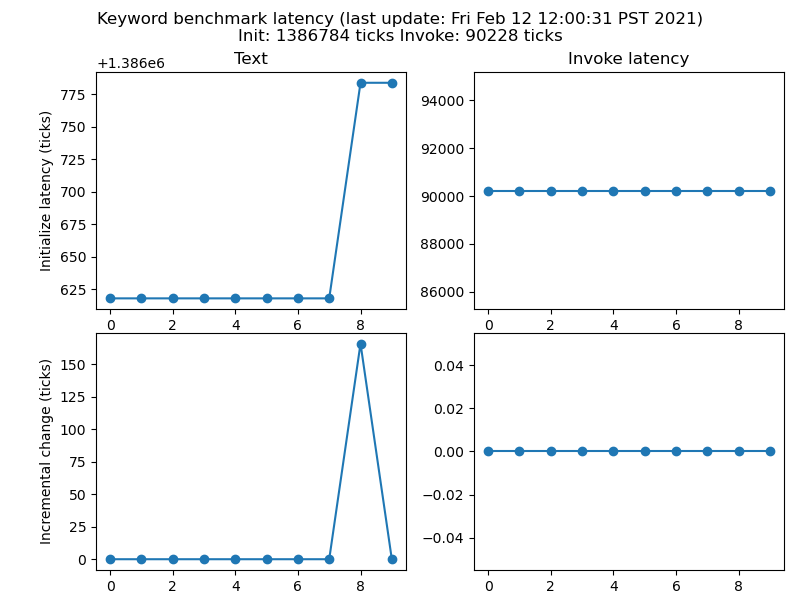 Keyword benchmark latency (last update: Fri Feb 12 12:00:31 PST 2021)
Init: 1386784 ticks Invoke: 90228 ticks
Text
+1.386e6
Initialize latency (ticks)
775
750
725
700
675
650
625
0 2 4 6 8
Invoke latency
94000
92000
90000
88000
86000
0 2 4 6 8
Incremental change (ticks)
150
125
100
75
50
25
0
0 2 4 6 8
0.04
0.02
0.00
−0.02
−0.04
0 2 4 6 8